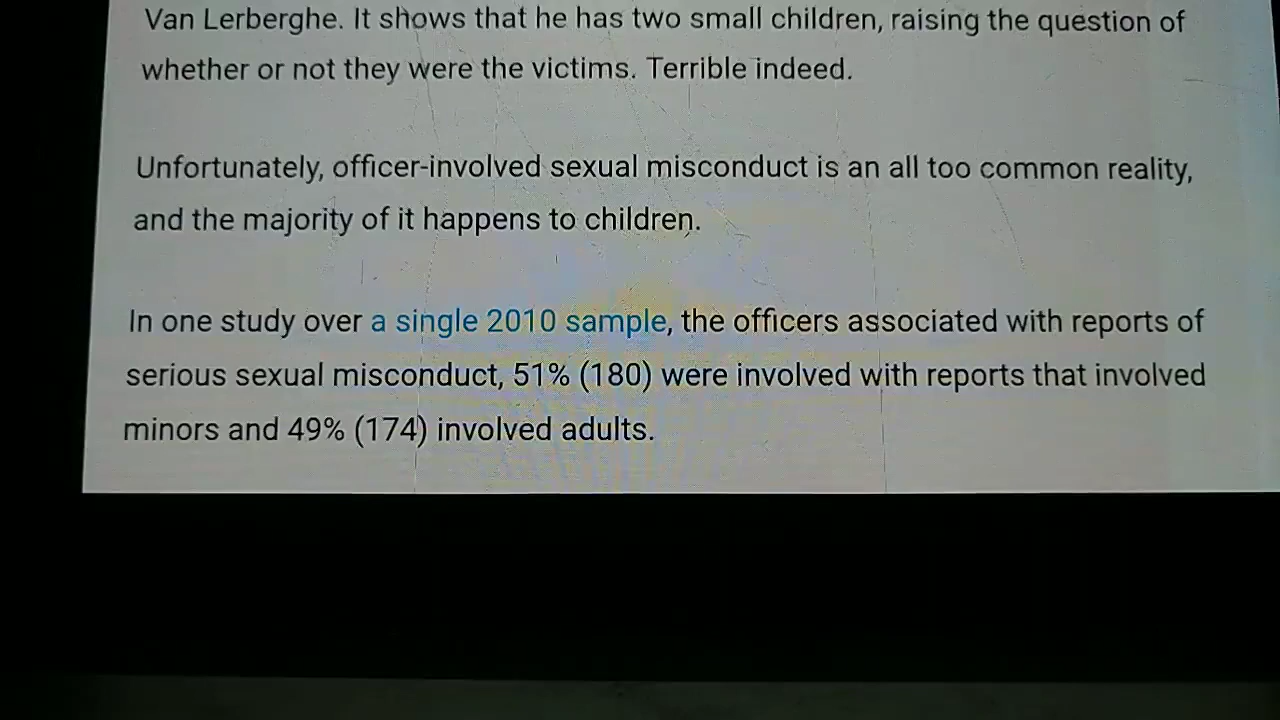 Van Lerberghe. It shows that he has two small children, raising the question of
whether or not they were the victims. Terrible indeed.
Unfortunately, officer-involved sexual misconduct is an all too common reality,
and the majority of it happens to children.
In one study over a single 2010 sample, the officers associated with reports of
serious sexual misconduct, 51% (180) were involved with reports that involved
minors and 49% (174) involved adults.